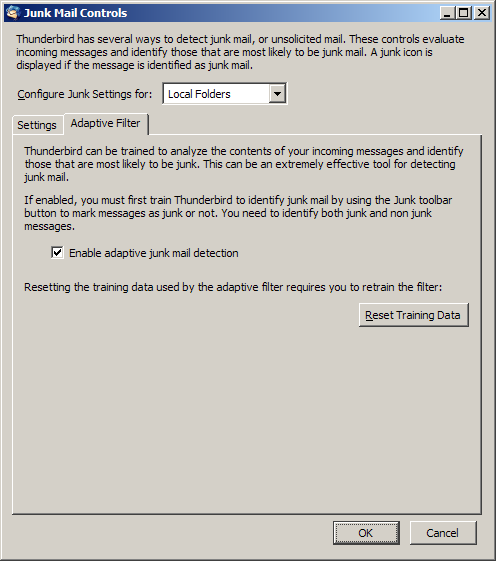 Junk Mail Controls
Thunderbird has several ways to detect junk mail, or unsolicited mail. These controls evaluate
incoming messages and identify those that are most likely to be junk mail. A junk icon is
displayed if the message is identified as junk mail.
Configure Junk Settings for: Local Folders
Settings Adaptive Filter
Thunderbird can be trained to analyze the contents of your incoming messages and identify
those that are most likely to be junk. This can be an extremely effective tool for detecting
junk mail.
If enabled, you must first train Thunderbird to identify junk mail by using the Junk toolbar
button to mark messages as junk or not. You need to identify both junk and non junk
messages.
Enable adaptive junk mail detection
Resetting the training data used by the adaptive filter requires you to retrain the filter:
Reset Training Data
OK Cancel